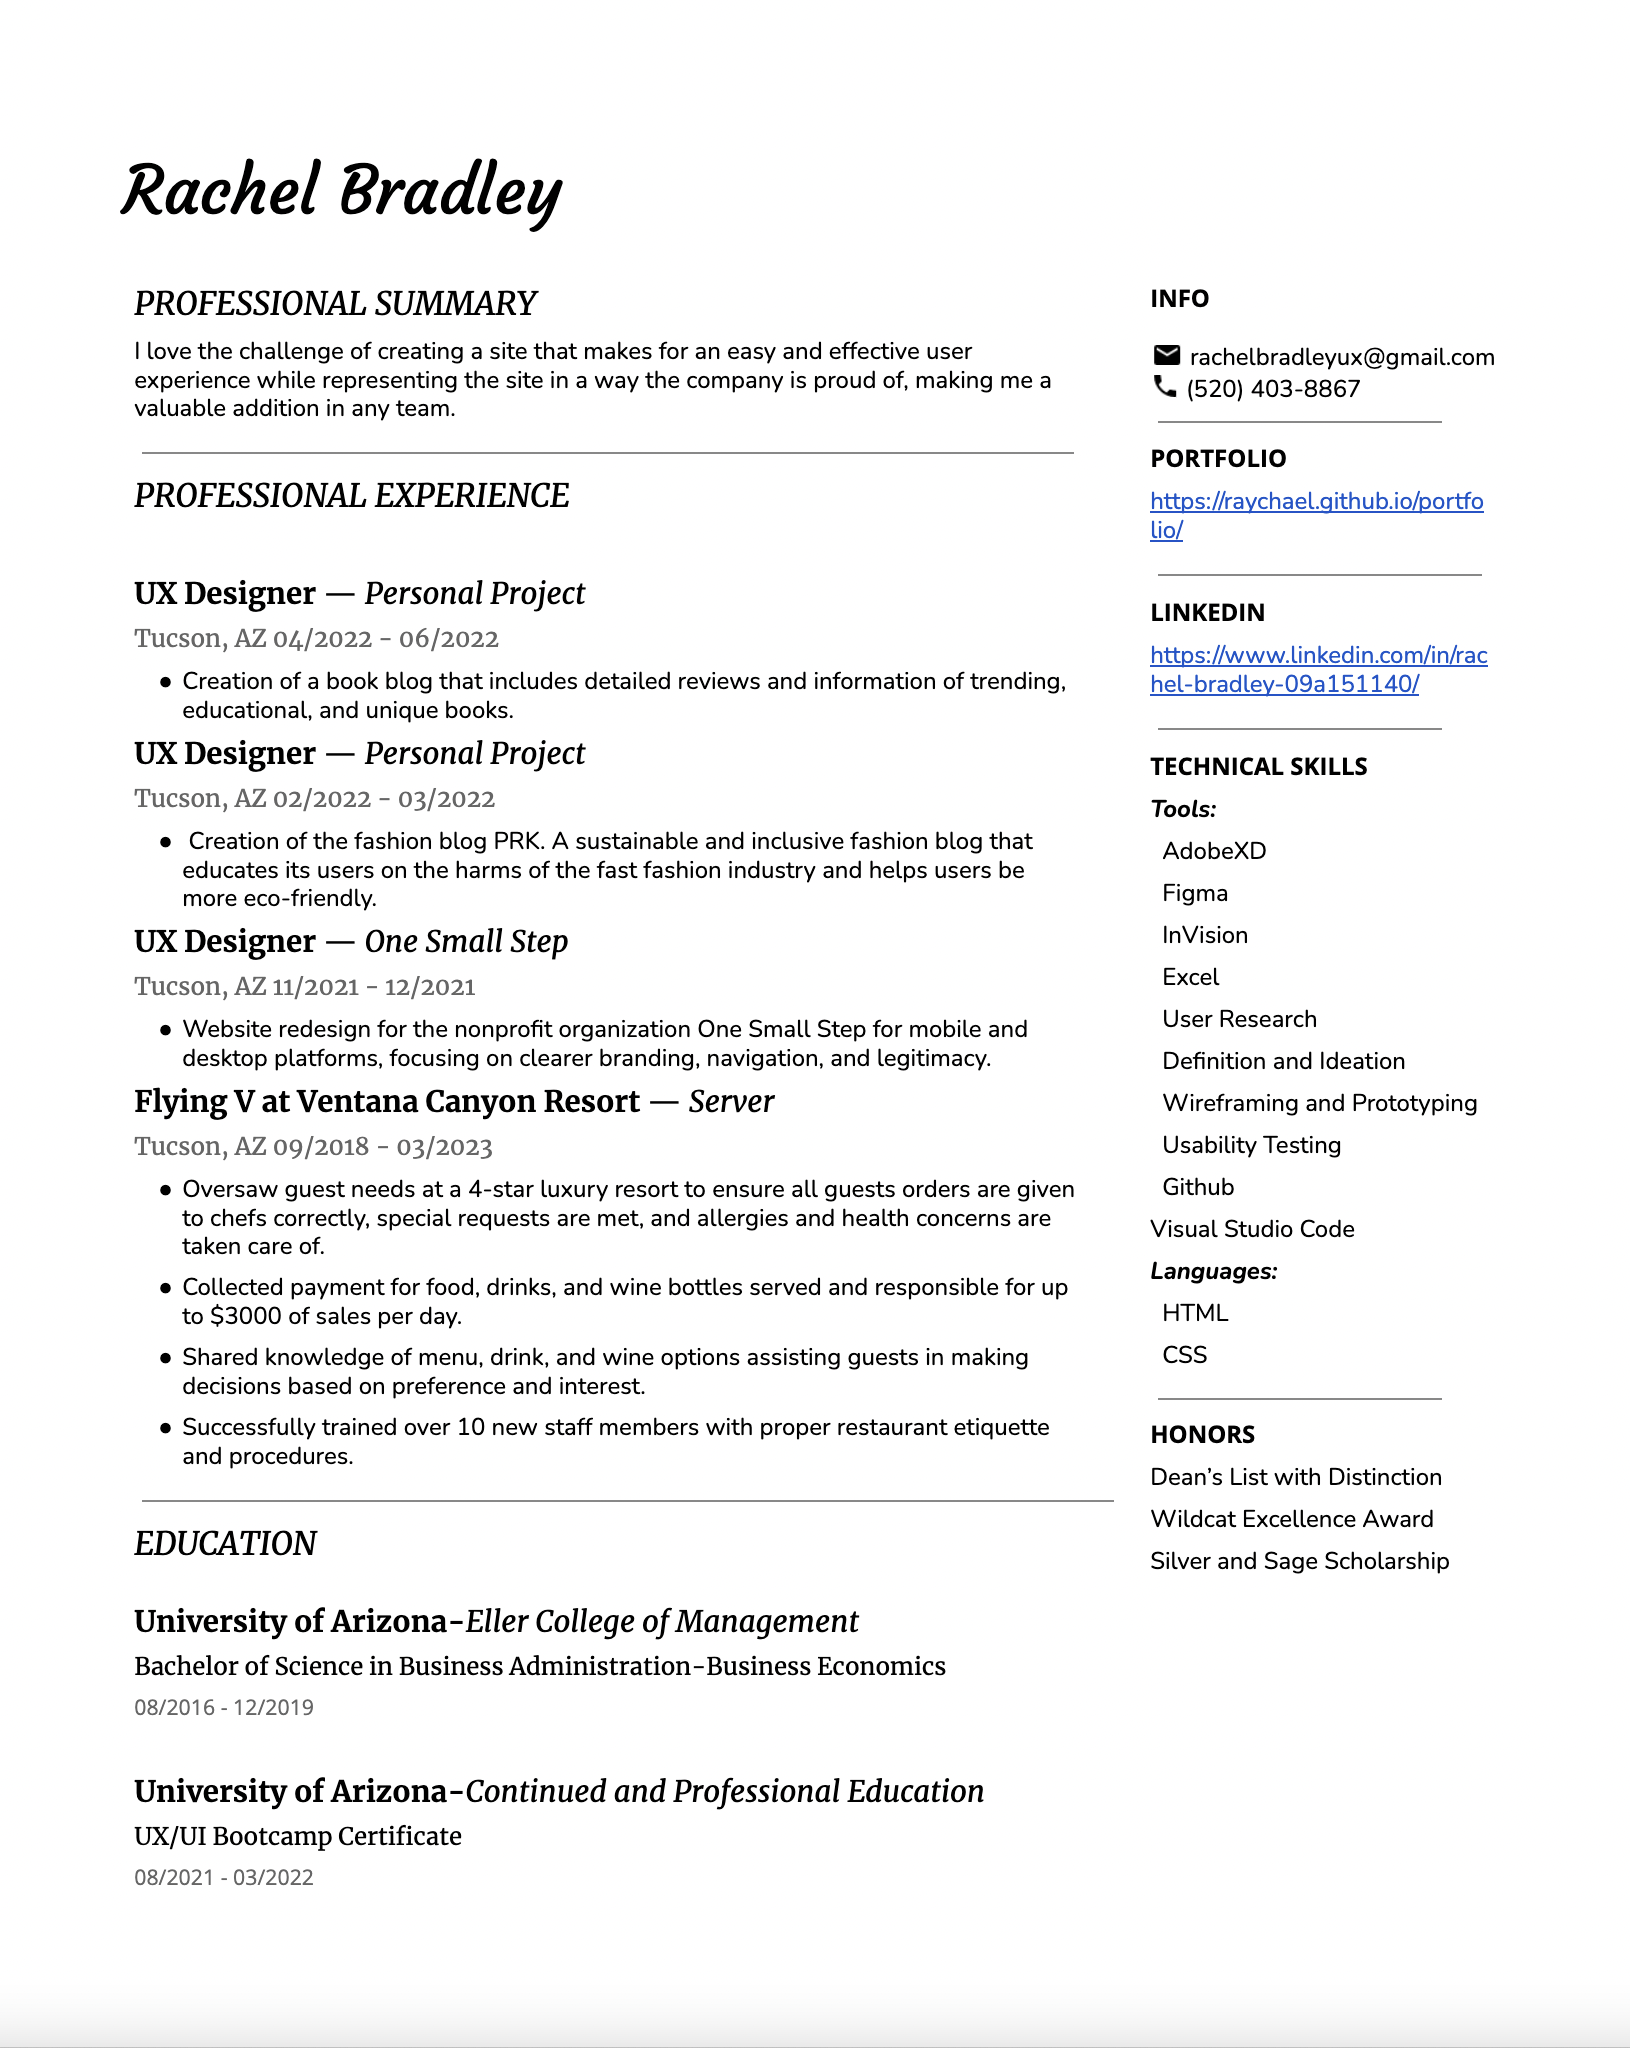 Rachel Bradley
PROFESSIONAL SUMMARY
I love the challenge of creating a site that makes for an easy and effective user
experience while representing the site in a way the company is proud of, making me a
valuable addition in any team.
PROFESSIONAL EXPERIENCE
UX Designer — Personal Project
Tucson, AZ 04/2022 - 06/2022
● Creation of a book blog that includes detailed reviews and information of trending,
educational, and unique books.
UX Designer — Personal Project
Tucson, AZ 02/2022 - 03/2022
● Creation of the fashion blog PRK. A sustainable and inclusive fashion blog that
educates its users on the harms of the fast fashion industry and helps users be
more eco-friendly.
UX Designer — One Small Step
Tucson, AZ 11/2021 - 12/2021
● Website redesign for the nonprofit organization One Small Step for mobile and
desktop platforms, focusing on clearer branding, navigation, and legitimacy.
Flying V at Ventana Canyon Resort — Server
Tucson, AZ 09/2018 - 03/2023
● Oversaw guest needs at a 4-star luxury resort to ensure all guests orders are given
to chefs correctly, special requests are met, and allergies and health concerns are
taken care of.
● Collected payment for food, drinks, and wine bottles served and responsible for up
to $3000 of sales per day.
● Shared knowledge of menu, drink, and wine options assisting guests in making
decisions based on preference and interest.
● Successfully trained over 10 new staff members with proper restaurant etiquette
and procedures.
EDUCATION
University of Arizona-Eller College of Management
Bachelor of Science in Business Administration-Business Economics
08/2016 - 12/2019
University of Arizona-Continued and Professional Education
UX/UI Bootcamp Certificate
08/2021 - 03/2022
INFO
rachelbradleyux@gmail.com
(520) 403-8867
PORTFOLIO
https://raychael.github.io/portfo
lio/
LINKEDIN
https://www.linkedin.com/in/rac
hel-bradley-09a151140/
TECHNICAL SKILLS
Tools:
AdobeXD
Figma
InVision
Excel
User Research
Definition and Ideation
Wireframing and Prototyping
Usability Testing
Github
Visual Studio Code
Languages:
HTML
CSS
HONORS
Dean’s List with Distinction
Wildcat Excellence Award
Silver and Sage Scholarship